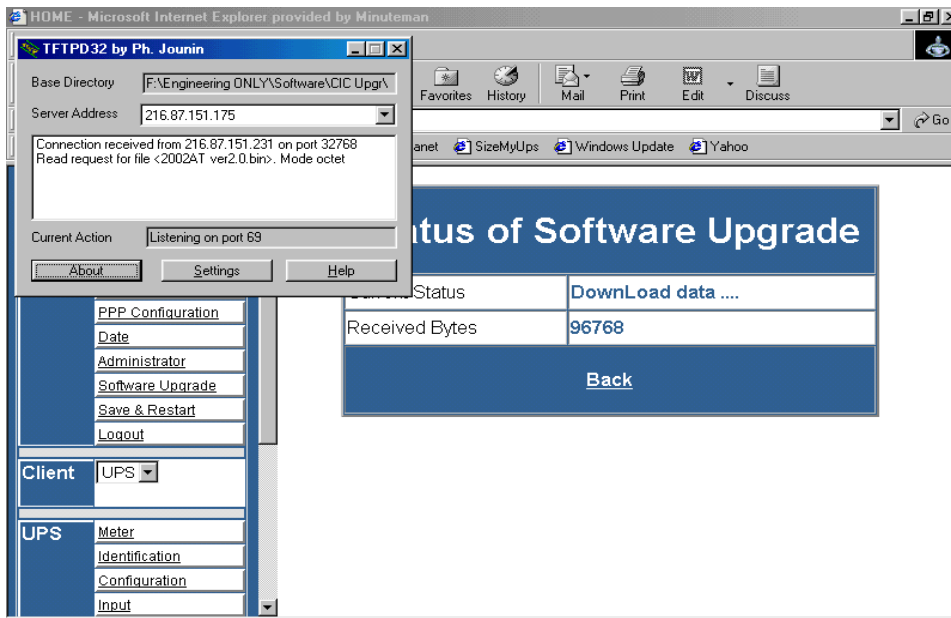 HOME - Microsoft Internet Explorer provided by Minuteman
TFTPD32 by Ph. Jounin
Base Directory F:\Engineering ONLY\Software\CIC Upgr\
Server Address 216.87.151.175
Connection received from 216.87.151.231 on port 32768
Read request for file <2002AT ver2.0.bin>. Mode octet
Current Action Listening on port 69
About Settings Help
Favorites History Mail Print Edit Discuss
Go
anet SizeMyUps Windows Update Yahoo
tus of Software Upgrade
Status DownLoad data ....
Received Bytes 96768
Back
PPP Configuration
Date
Administrator
Software Upgrade
Save & Restart
Logout
Client UPS
UPS Meter
Identification
Configuration
Input